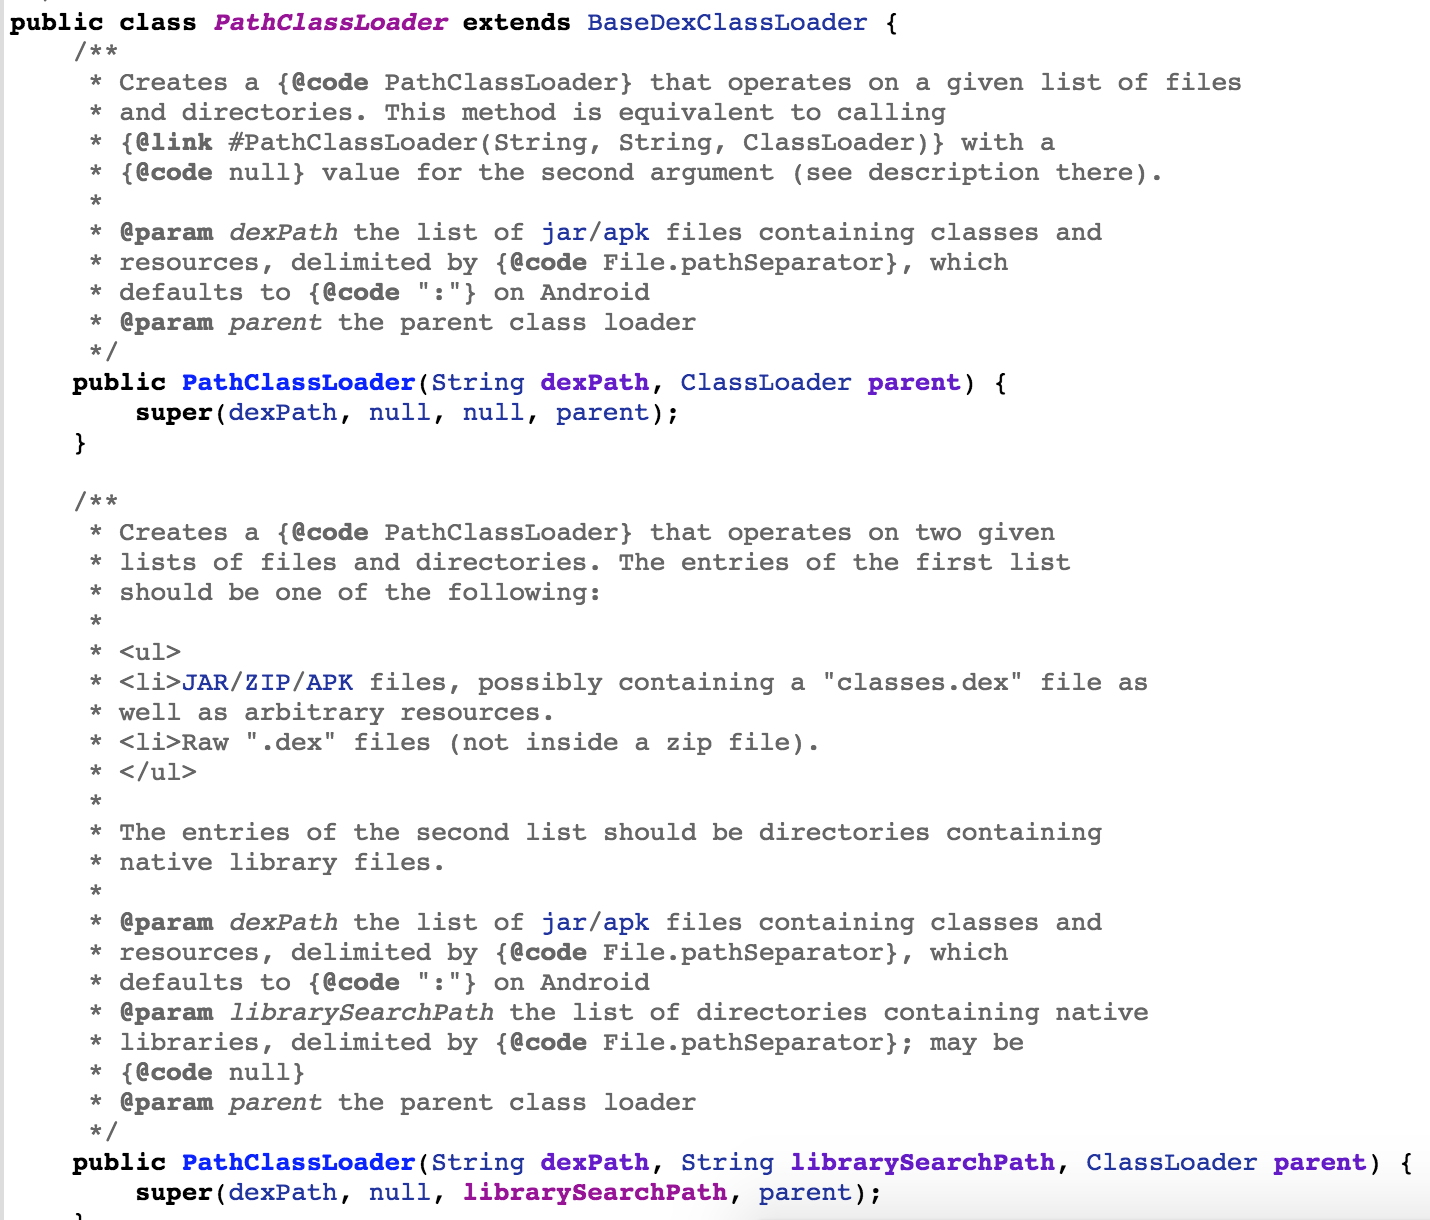 public class PathClassLoader extends BaseDexClassLoader {
    /**
     * Creates a {@code PathClassLoader} that operates on a given list of files
     * and directories. This method is equivalent to calling
     * {@link #PathClassLoader(String, String, ClassLoader)} with a
     * {@code null} value for the second argument (see description there).
     *
     * @param dexPath the list of jar/apk files containing classes and
     * resources, delimited by {@code File.pathSeparator}, which
     * defaults to {@code ":"} on Android
     * @param parent the parent class loader
     */
    public PathClassLoader(String dexPath, ClassLoader parent) {
        super(dexPath, null, null, parent);
    }

    /**
     * Creates a {@code PathClassLoader} that operates on two given
     * lists of files and directories. The entries of the first list
     * should be one of the following:
     *
     * <ul>
     * <li>JAR/ZIP/APK files, possibly containing a "classes.dex" file as
     * well as arbitrary resources.
     * <li>Raw ".dex" files (not inside a zip file).
     * </ul>
     *
     * The entries of the second list should be directories containing
     * native library files.
     *
     * @param dexPath the list of jar/apk files containing classes and
     * resources, delimited by {@code File.pathSeparator}, which
     * defaults to {@code ":"} on Android
     * @param librarySearchPath the list of directories containing native
     * libraries, delimited by {@code File.pathSeparator}; may be
     * {@code null}
     * @param parent the parent class loader
     */
    public PathClassLoader(String dexPath, String librarySearchPath, ClassLoader parent) {
        super(dexPath, null, librarySearchPath, parent);
    }